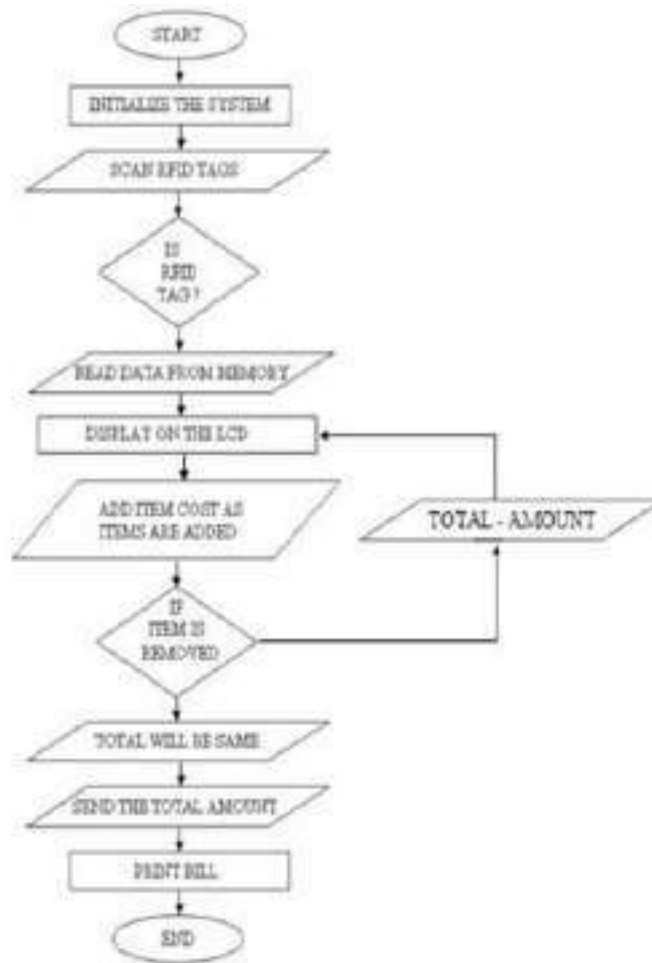 START
INITIALIZE THE SYSTEM
SCAN RFID TAGS
IS
RFID
TAG?
READ DATA FROM MEMORY
DISPLAY ON THE LCD
ADD ITEM COST AS
ITEMS ARE ADDED
TOTAL - AMOUNT
IF
ITEM IS
REMOVED
TOTAL WILL BE SAME
SEND THE TOTAL AMOUNT
PRINT BILL
END